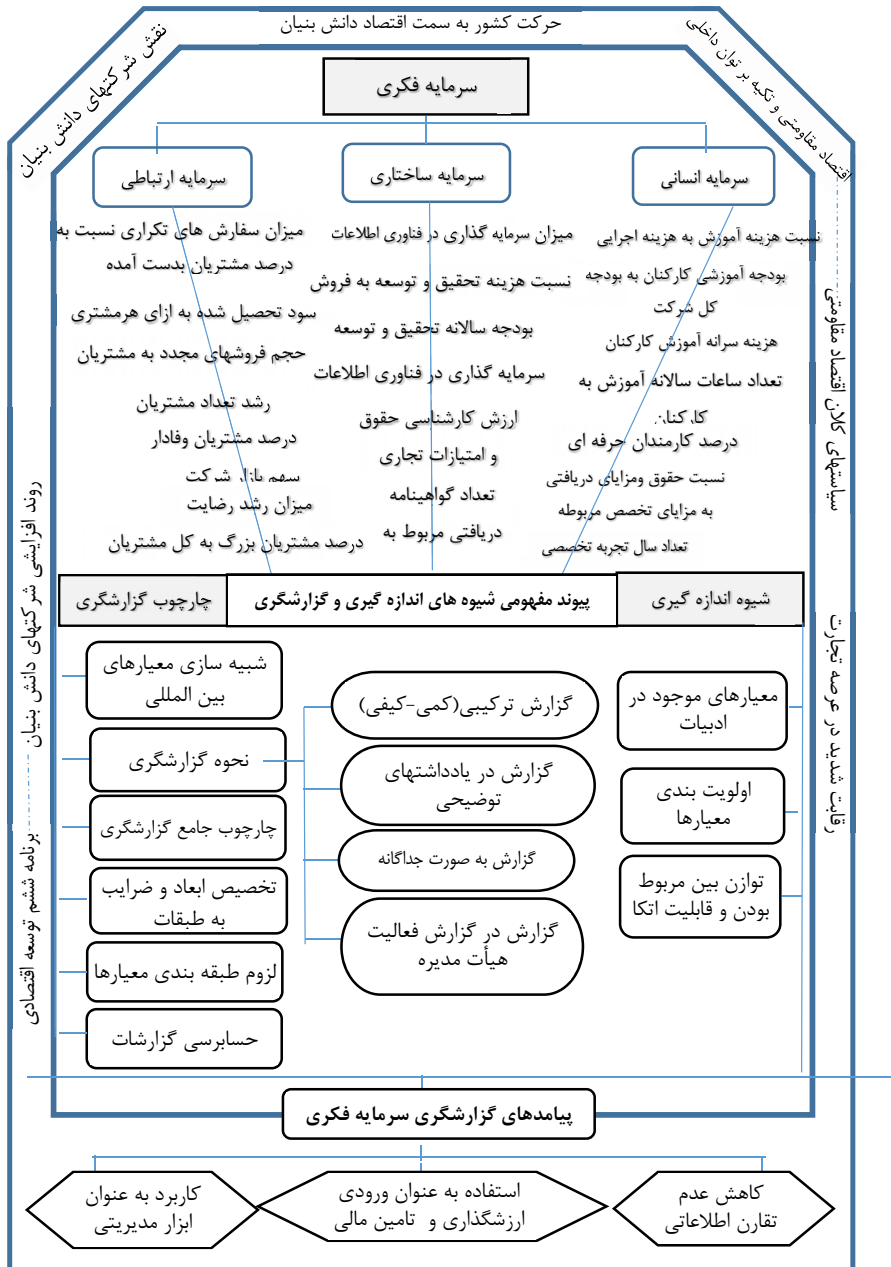 حرکت کشور به سمت اقتصاد دانش بنیان
نقش شرکتهای دانش بنیان
اقتصاد مقاومتی و تکیه بر توان داخلی
سرمایه فکری
سرمایه انسانی
سرمایه ساختاری
سرمایه ارتباطی
نسبت هزینه آموزش به هزینه اجرایی
بودجه آموزشی کارکنان به بودجه
کل شرکت
هزینه سرانه آموزش کارکنان
تعداد ساعات سالانه آموزش به
کارکنان
درصد کارمندان حرفه ای
نسبت حقوق ومزایای دریافتی
به مزایای تخصص مربوطه
تعداد سال تجربه تخصصی
میزان سرمایه گذاری در فناوری اطلاعات
نسبت هزینه تحقیق و توسعه به فروش
بودجه سالانه تحقیق و توسعه
سرمایه گذاری در فناوری اطلاعات
ارزش کارشناسی حقوق
و امتیازات تجاری
تعداد گواهینامه
دریافتی مربوط به
میزان سفارش های تکراری نسبت به
درصد مشتریان بدست آمده
سود تحصیل شده به ازای هرمشتری
حجم فروشهای مجدد به مشتریان
رشد تعداد مشتریان
درصد مشتریان وفادار
سهم بازار شرکت
میزان رشد رضایت
درصد مشتریان بزرگ به کل مشتریان
سیاستهای کلان اقتصاد مقاومتی
رقابت شدید در عرصه تجارت
روند افزایشی شرکتهای دانش بنیان
برنامه ششم توسعه اقتصادی
شیوه اندازه گیری
پیوند مفهومی شیوه های اندازه گیری و گزارشگری
چارچوب گزارشگری
معیارهای موجود در
ادبیات
اولویت بندی
معیارها
توازن بین مربوط
بودن و قابلیت اتکا
گزارش ترکیبی(کمی-کیفی)
گزارش در یادداشتهای
توضیحی
گزارش به صورت جداگانه
گزارش در گزارش فعالیت
هیأت مدیره
شبیه سازی معیارهای
بین المللی
نحوه گزارشگری
چارچوب جامع گزارشگری
تخصیص ابعاد و ضرایب
به طبقات
لزوم طبقه بندی معیارها
حسابرسی گزارشات
پیامدهای گزارشگری سرمایه فکری
کاهش عدم
تقارن اطلاعاتی
استفاده به عنوان ورودی
ارزشگذاری و تامین مالی
کاربرد به عنوان
ابزار مدیریتی